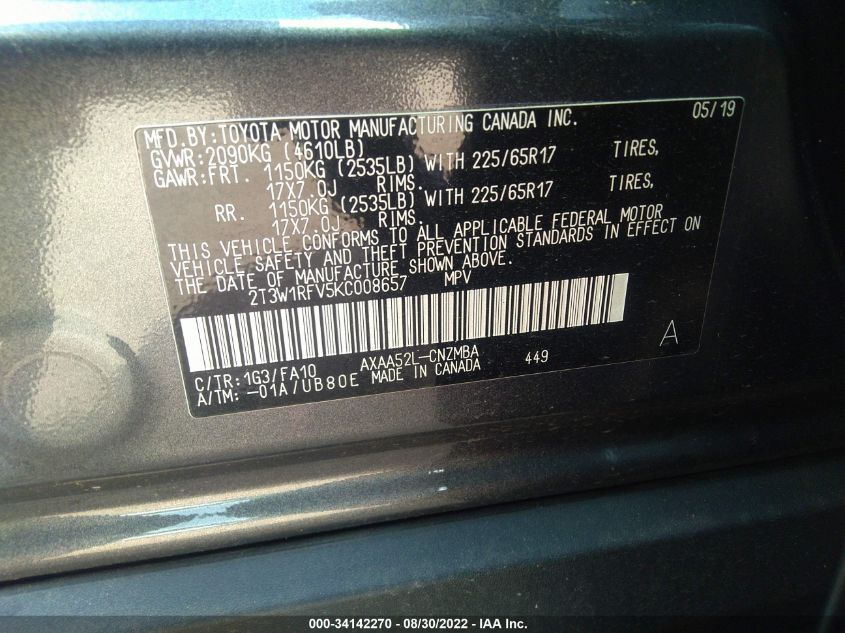 05/19
MFD.BY:TOYOTA MOTOR MANUFACTURING CANADA INC.
GVWR:2090KG (4610LB)
GAWR:FRT. 1150KG (2535LB) WITH 225/65R17 TIRES,
17X7.0J RIMS.
RR. 1150KG (2535LB) WITH 225/65R17 TIRES,
17X7.0J RIMS.
THIS VEHICLE CONFORMS TO ALL APPLICABLE FEDERAL MOTOR
VEHICLE SAFETY AND THEFT PREVENTION STANDARDS IN EFFECT ON
THE DATE OF MANUFACTURE SHOWN ABOVE.
2T3W1RFV5KC008657 MPV
A
C/TR:1G3/FA10 AXAA52L-CNZMBA 449
A/TM:-01A/UB80E MADE IN CANADA
000-34142270 - 08/30/2022 - IAA Inc.